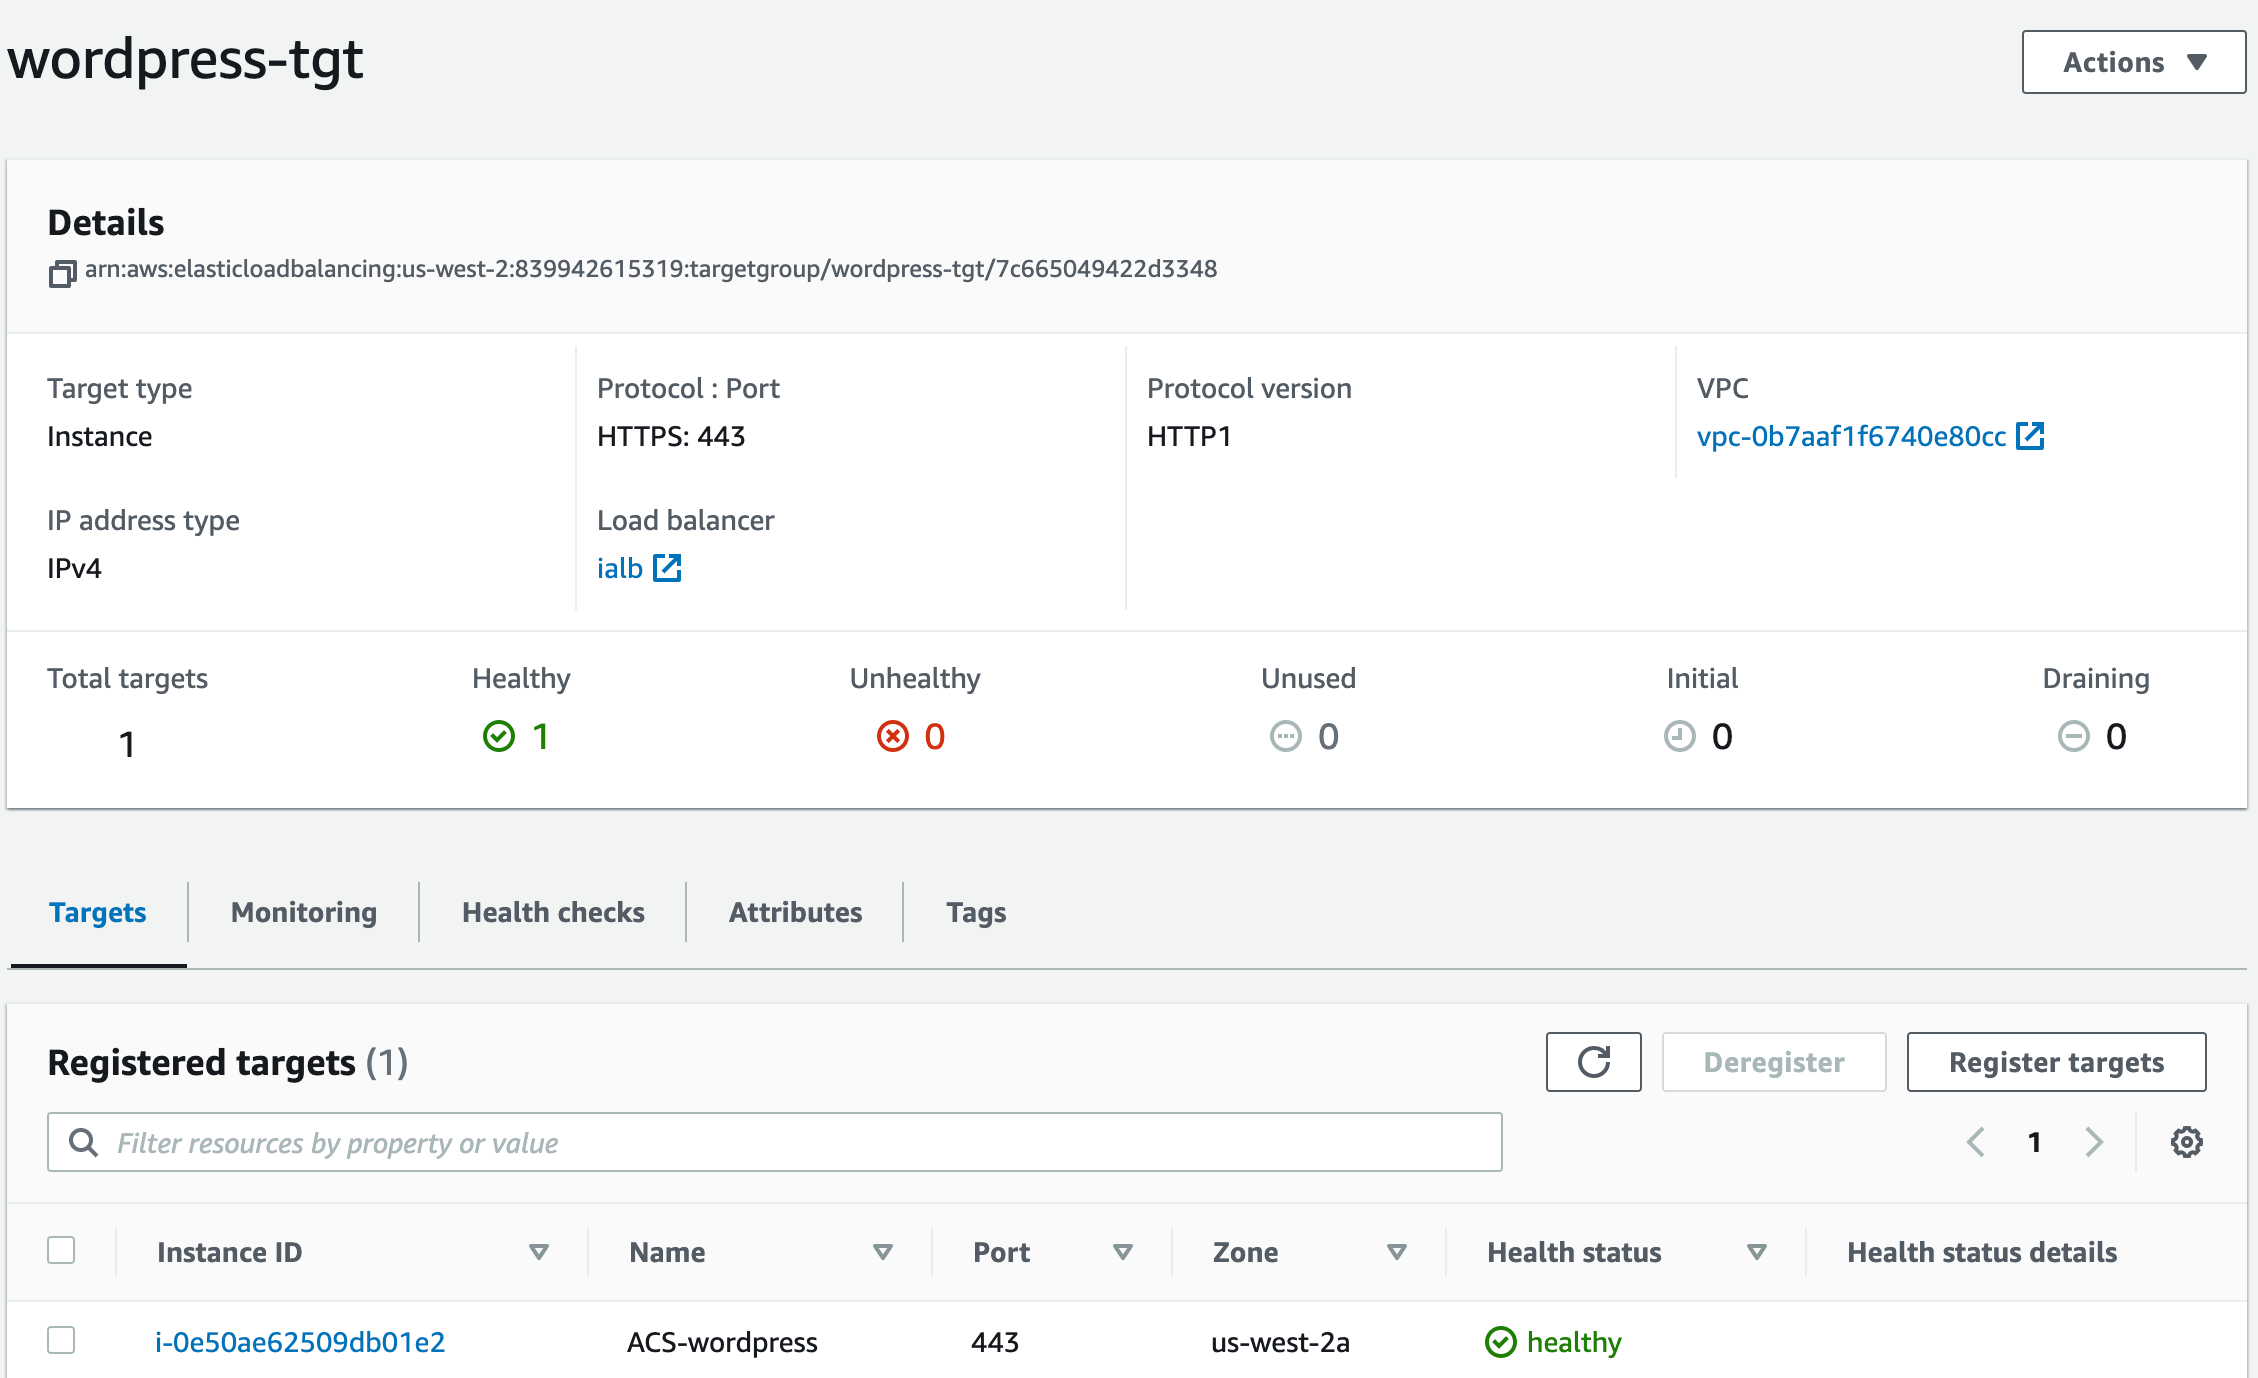 wordpress-tgt
Actions
Details
arn:aws:elasticloadbalancing:us-west-2:839942615319:targetgroup/wordpress-tgt/7c665049422d3348
Target type
Protocol : Port
Protocol version
VPC
Instance
HTTPS: 443
HTTP1
vpc-0b7aaf1f6740e80cc
IP address type
Load balancer
IPv4
ialb
Total targets
Healthy
Unhealthy
Unused
Initial
Draining
1
1
0
0
0
0
Targets
Monitoring
Health checks
Attributes
Tags
Registered targets (1)
Deregister
Register targets
Filter resources by property or value
1
Instance ID
Name
Port
Zone
Health status
Health status details
i-0e50ae62509db01e2
ACS-wordpress
443
us-west-2a
healthy